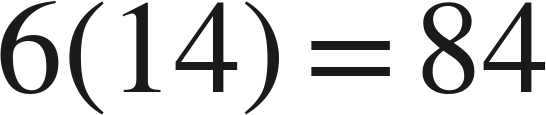 6(14) = 84